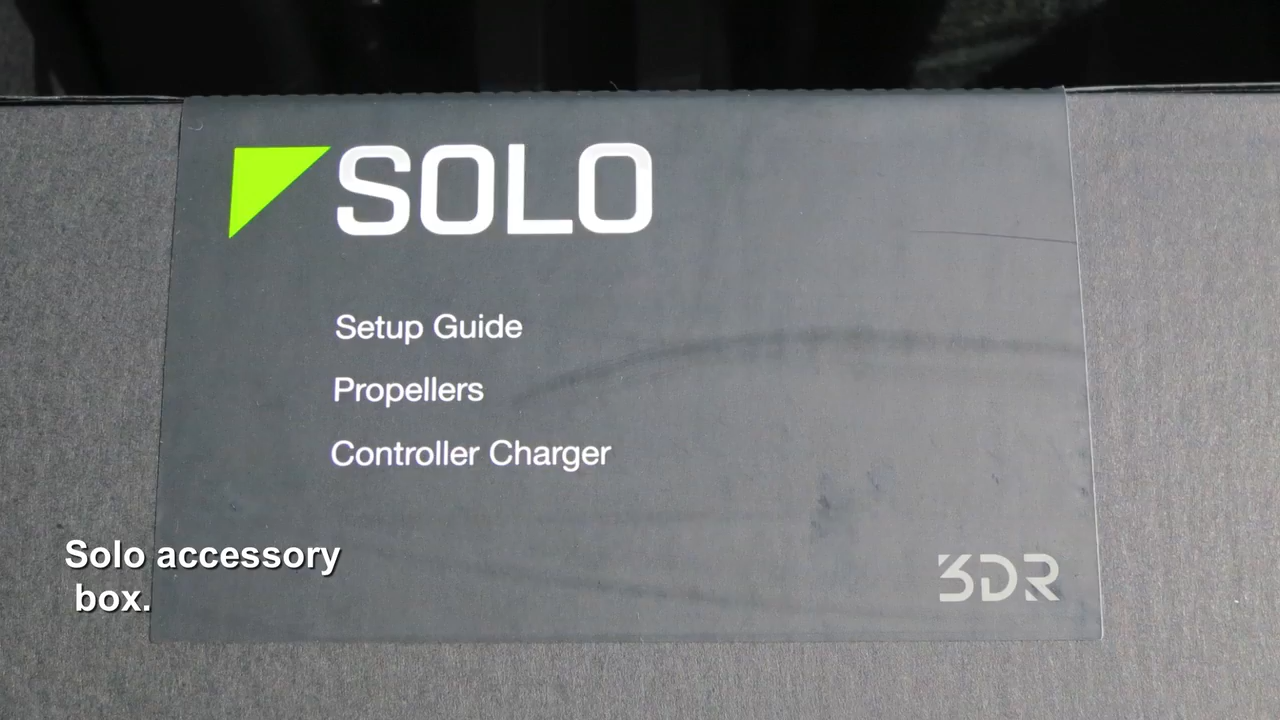 SOLO
Setup Guide
Propellers
Controller Charger
Solo accessory
box.
3DR